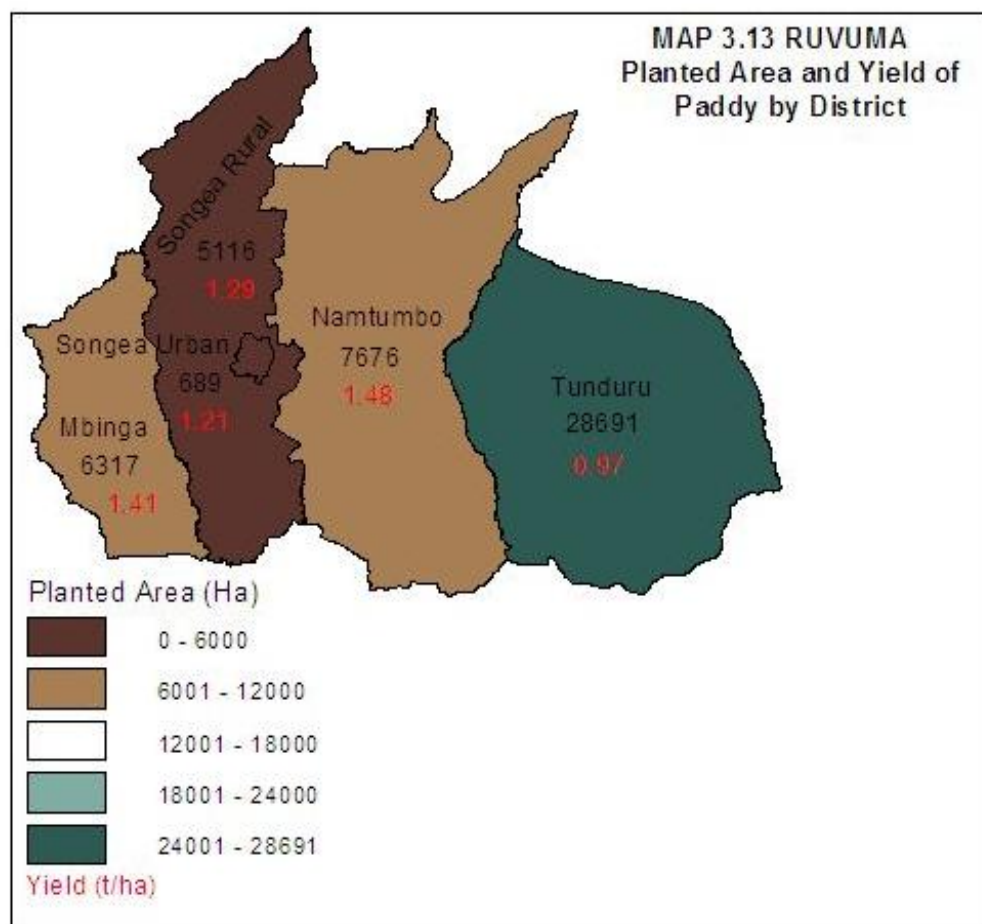 MAP 3.13 RUVUMA
Planted Area and Yield of
Paddy by District
Songea Rural
5116
1.29
Songea Urban
689
1.21
Mbinga
6317
1.41
Namtumbo
7676
1.48
Tunduru
28691
0.97
Planted Area (Ha)
0 - 6000
6001 - 12000
12001 - 18000
18001 - 24000
24001 - 28691
Yield (t/ha)